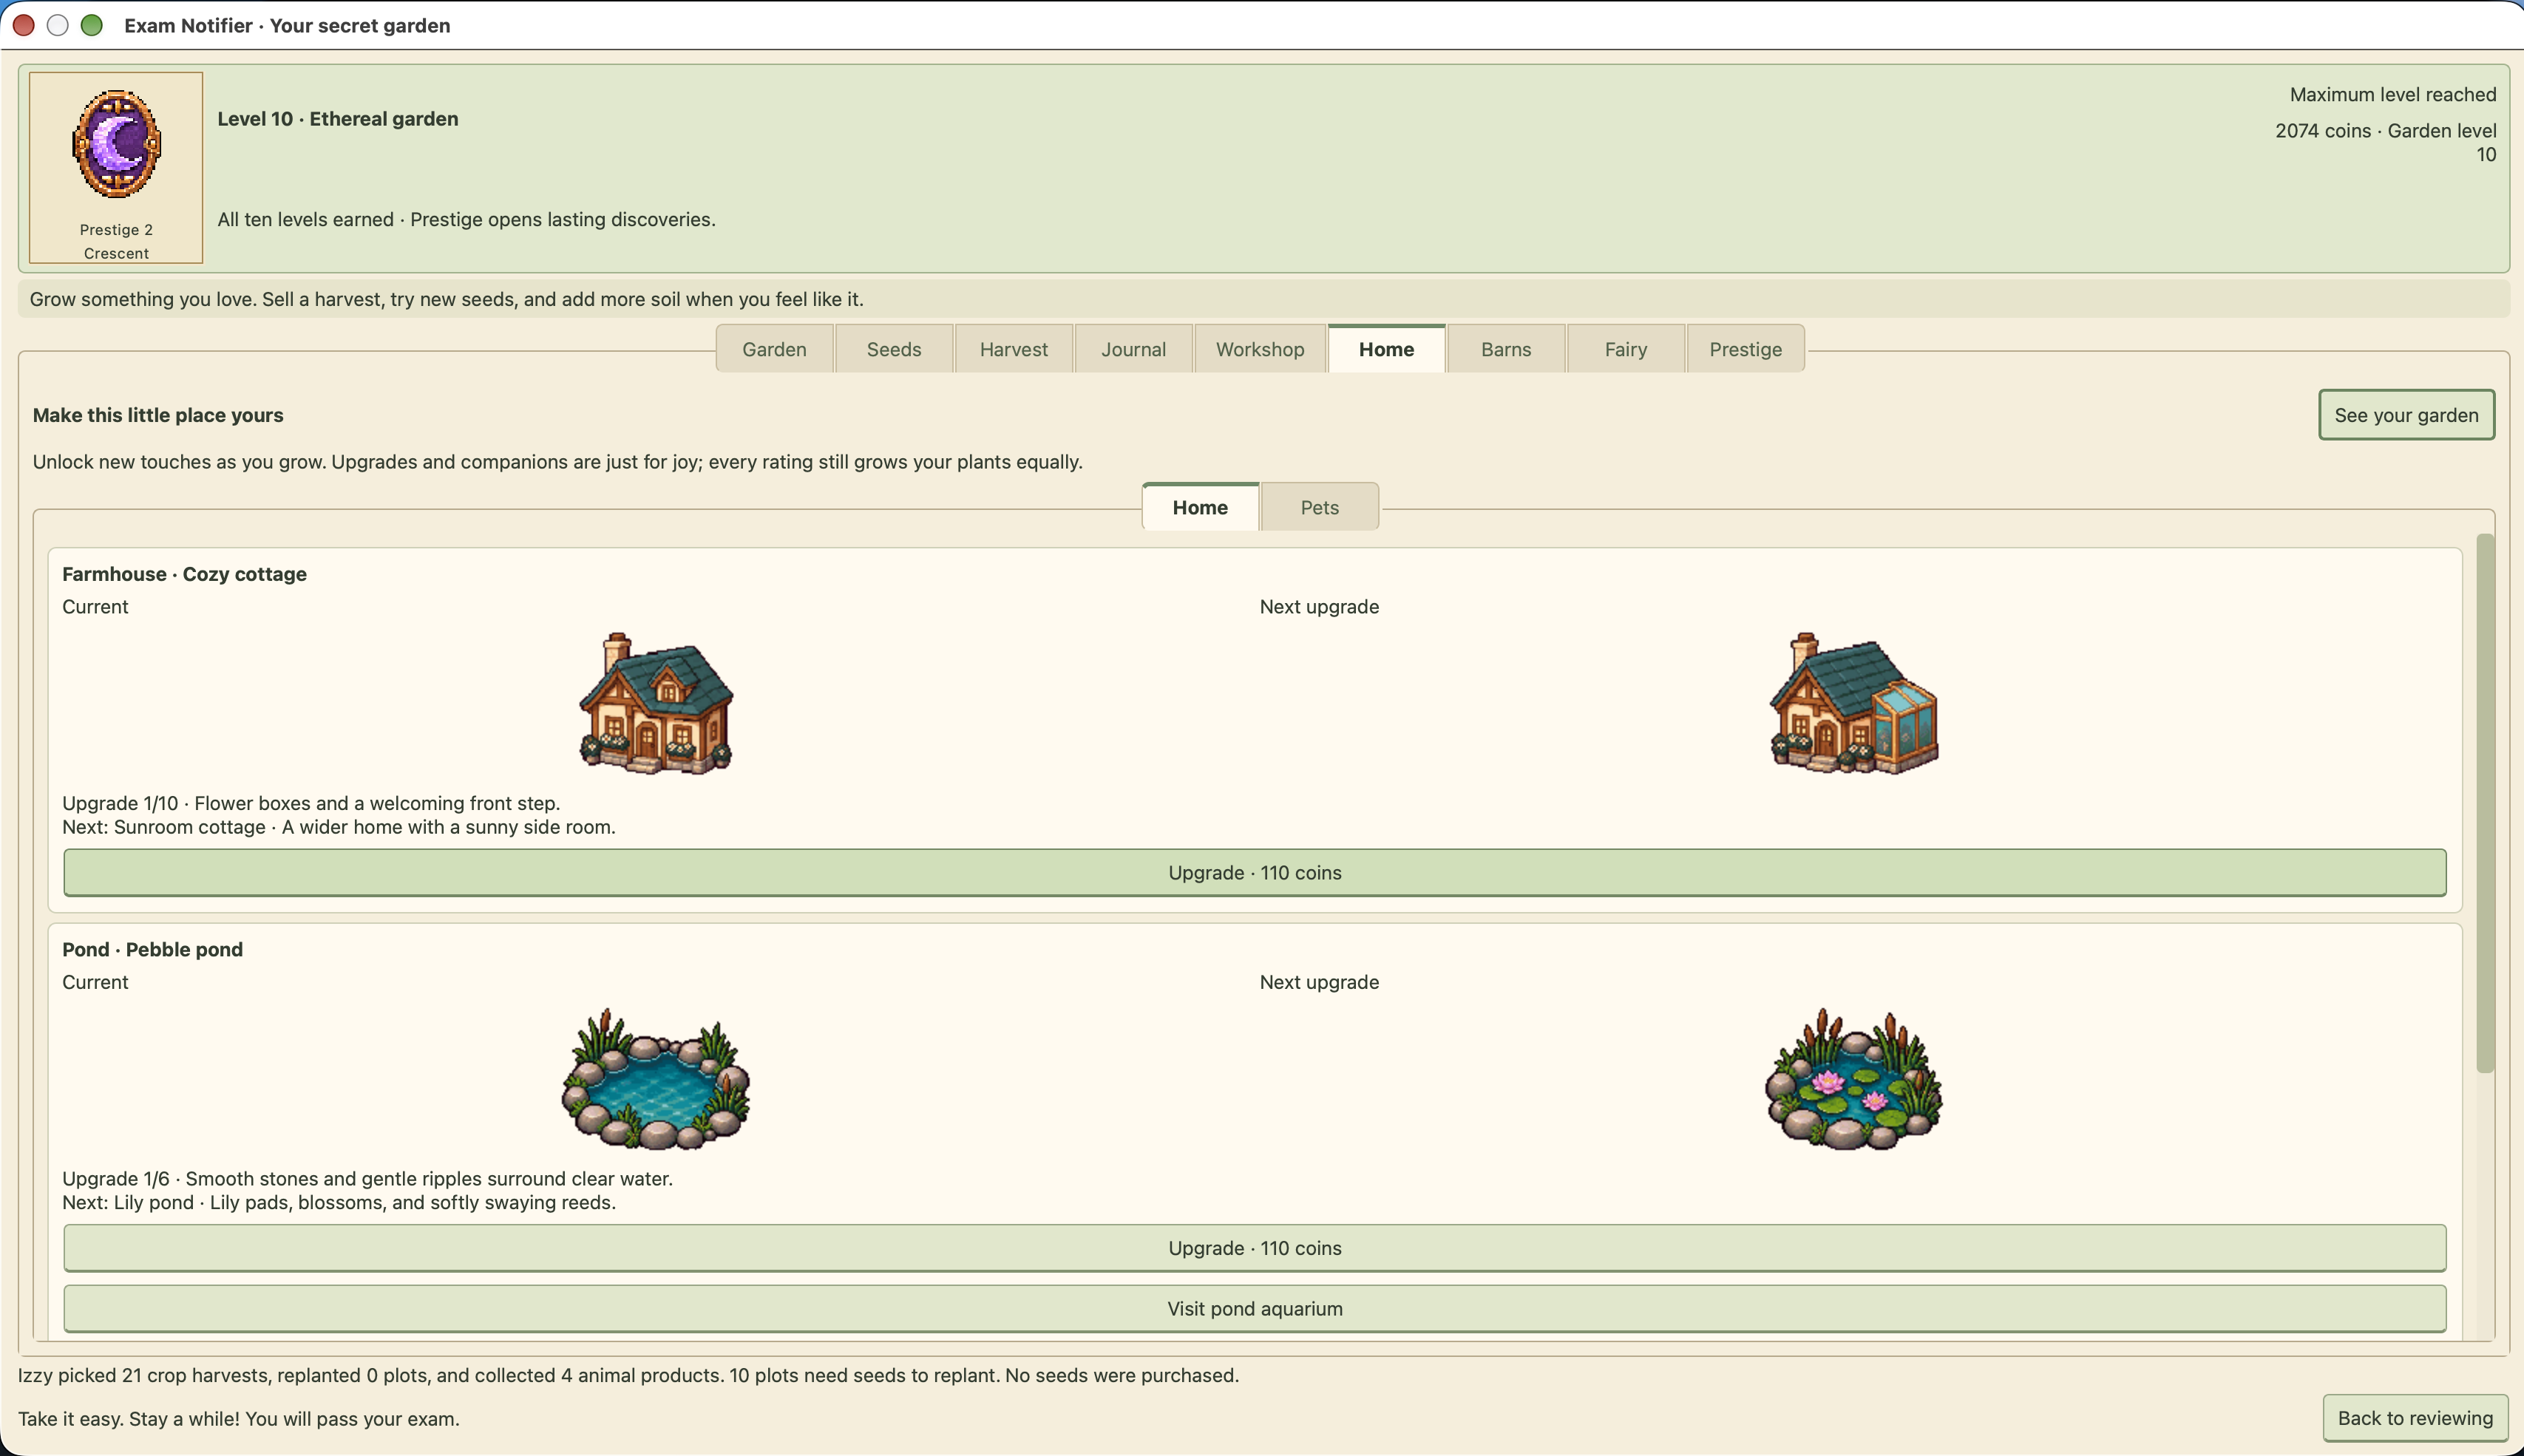 Exam Notifier · Your secret garden
Level 10 · Ethereal garden
Maximum level reached
2074 coins · Garden level
10
All ten levels earned · Prestige opens lasting discoveries.
Prestige 2
Crescent
Grow something you love. Sell a harvest, try new seeds, and add more soil when you feel like it.
Garden
Seeds
Harvest
Journal
Workshop
Home
Barns
Fairy
Prestige
Make this little place yours
See your garden
Unlock new touches as you grow. Upgrades and companions are just for joy; every rating still grows your plants equally.
Home
Pets
Farmhouse · Cozy cottage
Current
Next upgrade
Upgrade 1/10 · Flower boxes and a welcoming front step.
Next: Sunroom cottage · A wider home with a sunny side room.
Upgrade · 110 coins
Pond · Pebble pond
Current
Next upgrade
Upgrade 1/6 · Smooth stones and gentle ripples surround clear water.
Next: Lily pond · Lily pads, blossoms, and softly swaying reeds.
Upgrade · 110 coins
Visit pond aquarium
Izzy picked 21 crop harvests, replanted 0 plots, and collected 4 animal products. 10 plots need seeds to replant. No seeds were purchased.
Take it easy. Stay a while! You will pass your exam.
Back to reviewing